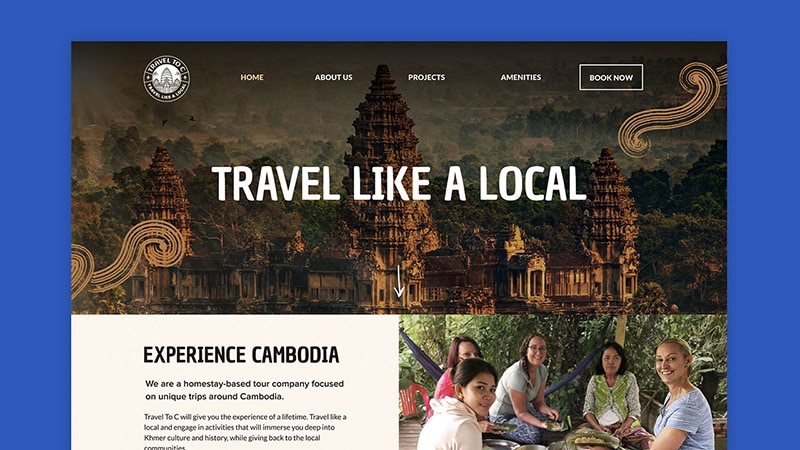 TRAVEL TO C
TRAVEL LIKE A LOCAL
HOME
ABOUT US
PROJECTS
AMENITIES
BOOK NOW
TRAVEL LIKE A LOCAL
EXPERIENCE CAMBODIA
We are a homestay-based tour company focused
on unique trips around Cambodia.
Travel To C will give you the experience of a lifetime. Travel like a
local and engage in activities that will immerse you deep into
Khmer culture and history, while giving back to the local
communities.